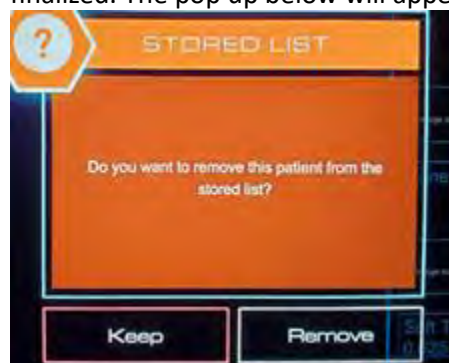 finalized. The pop up below will appe
?
STORED LIST
Do you want to remove this patient from the
stored list?
Keep
Remove